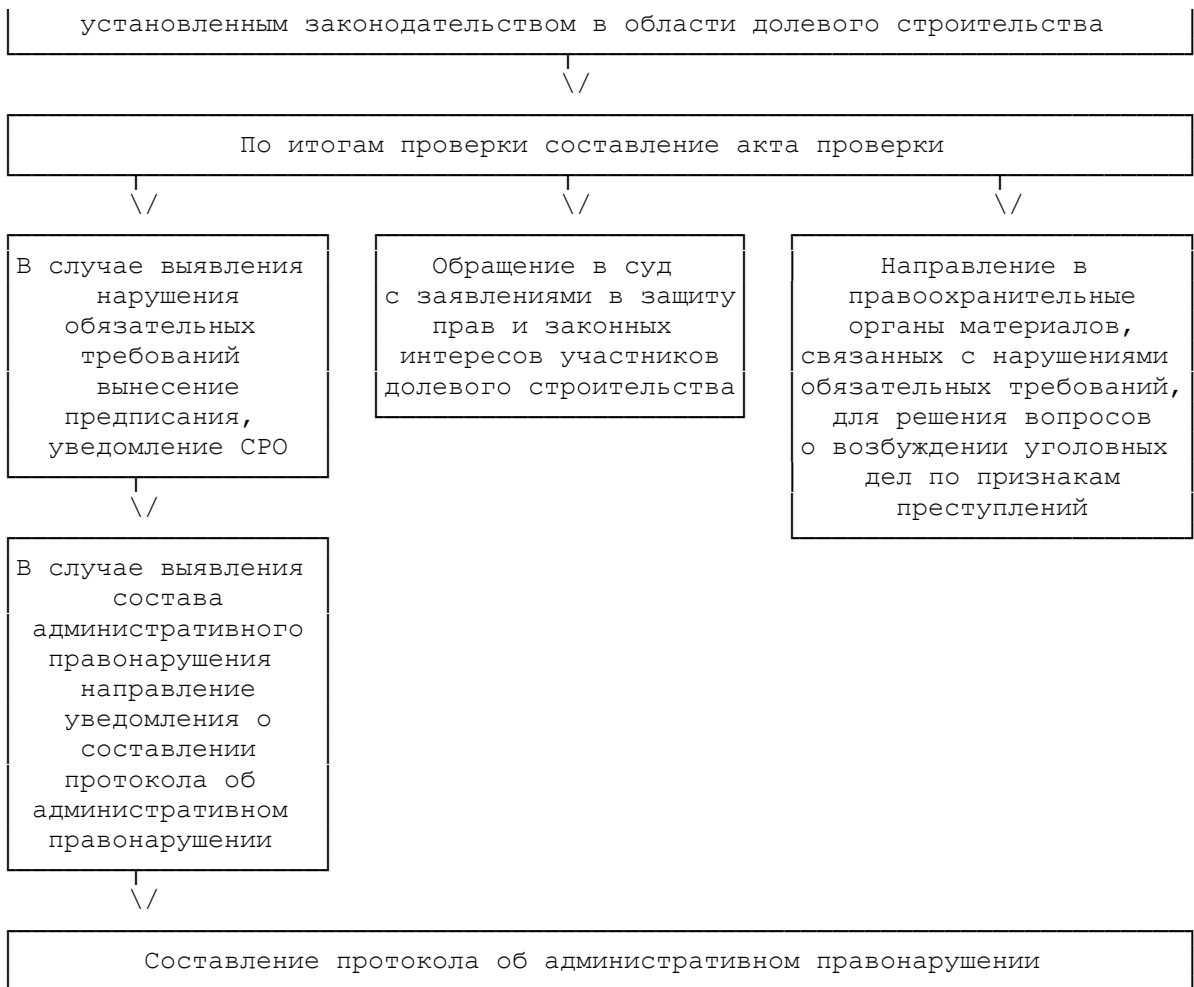 установленным законодательством в области долевого строительства
\/
По итогам проверки составление акта проверки
\/ \/ \/
В случае выявления
нарушения
обязательных
требований
вынесение
предписания,
уведомление СРО
Обращение в суд
с заявлениями в защиту
прав и законных
интересов участников
долевого строительства
Направление в
правоохранительные
органы материалов,
связанных с нарушениями
обязательных требований,
для решения вопросов
о возбуждении уголовных
дел по признакам
преступлений
\/
В случае выявления
состава
административного
правонарушения
направление
уведомления о
составлении
протокола об
административном
правонарушении
\/
Составление протокола об административном правонарушении